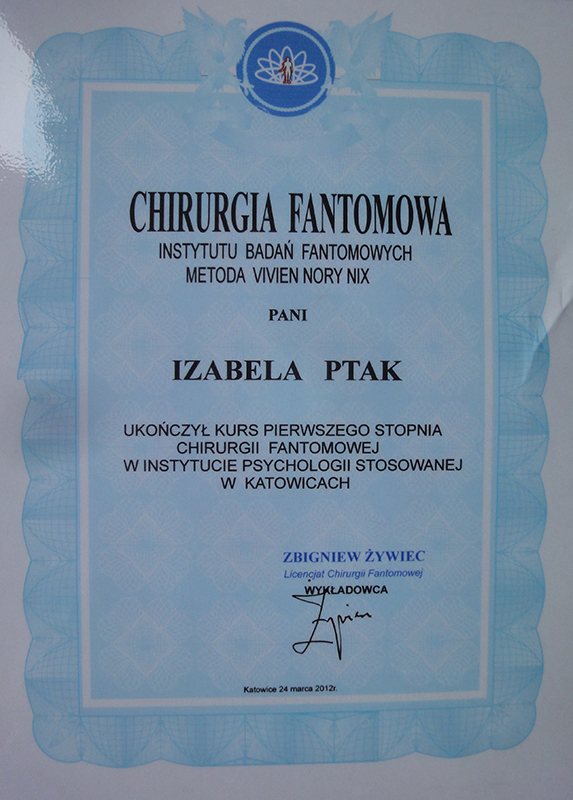 CHIRURGIA FANTOMOWA
INSTYTUTU BADAŃ FANTOMOWYCH
METODA VIVIEN NORY NIX
PANI
IZABELA PTAK
UKOŃCZYŁ KURS PIERWSZEGO STOPNIA
CHIRURGII FANTOMOWEJ
W INSTYTUCIE PSYCHOLOGII STOSOWANEJ
W KATOWICACH
ZBIGNIEW ŻYWIEC
Licencjat Chirurgii Fantomowej
WYKŁADOWCA
Katowice 24 marca 2012r.